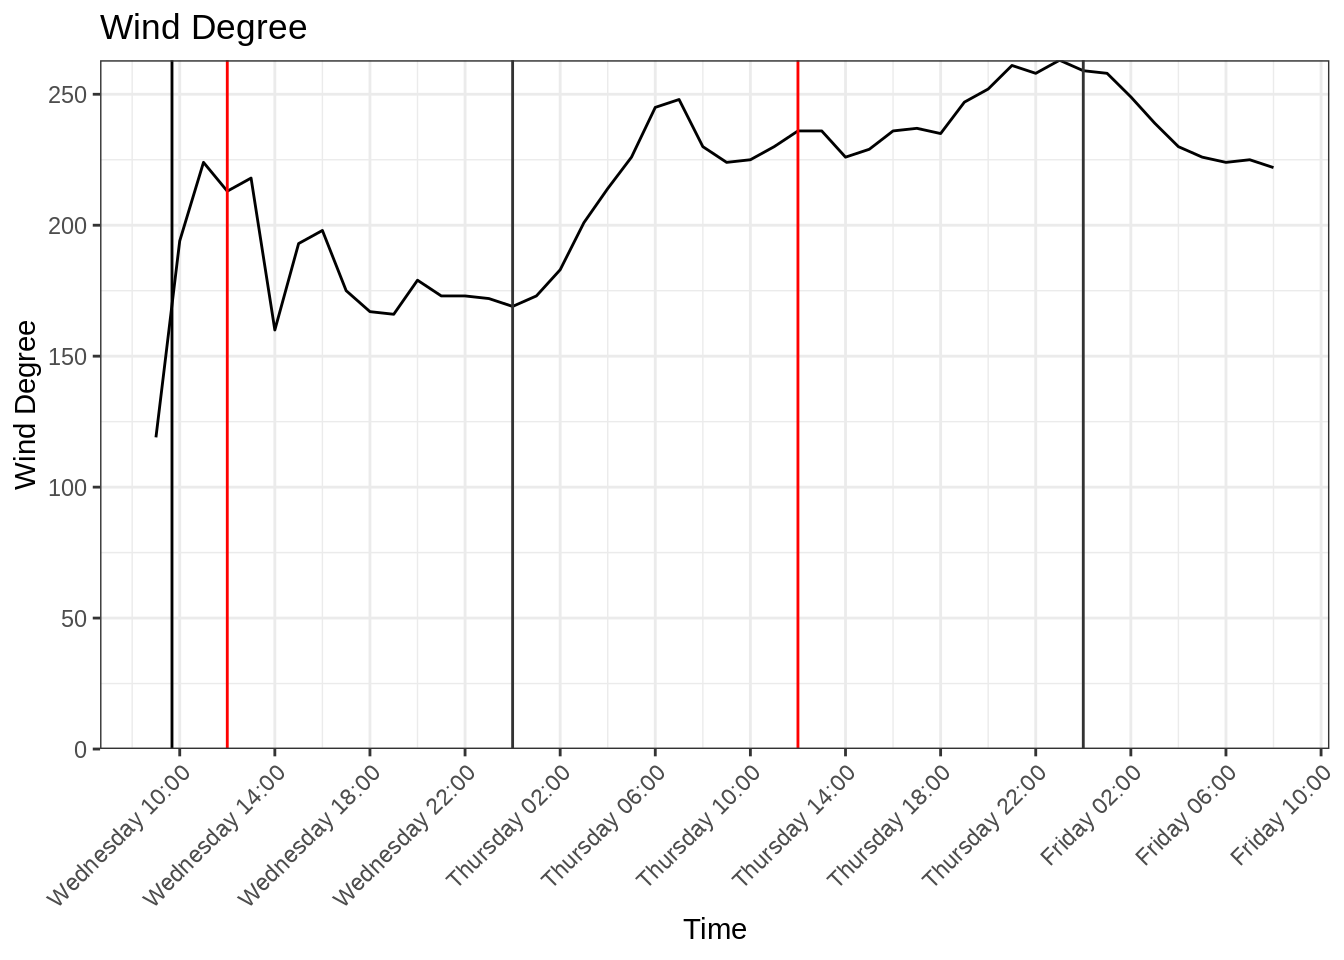 Wind Degree
Wind Degree
250
200
150
100
50
0
Wednesday 10:00
Wednesday 14:00
Wednesday 18:00
Wednesday 22:00
Thursday 02:00
Thursday 06:00
Thursday 10:00
Thursday 14:00
Thursday 18:00
Thursday 22:00
Friday 02:00
Friday 06:00
Friday 10:00
Time